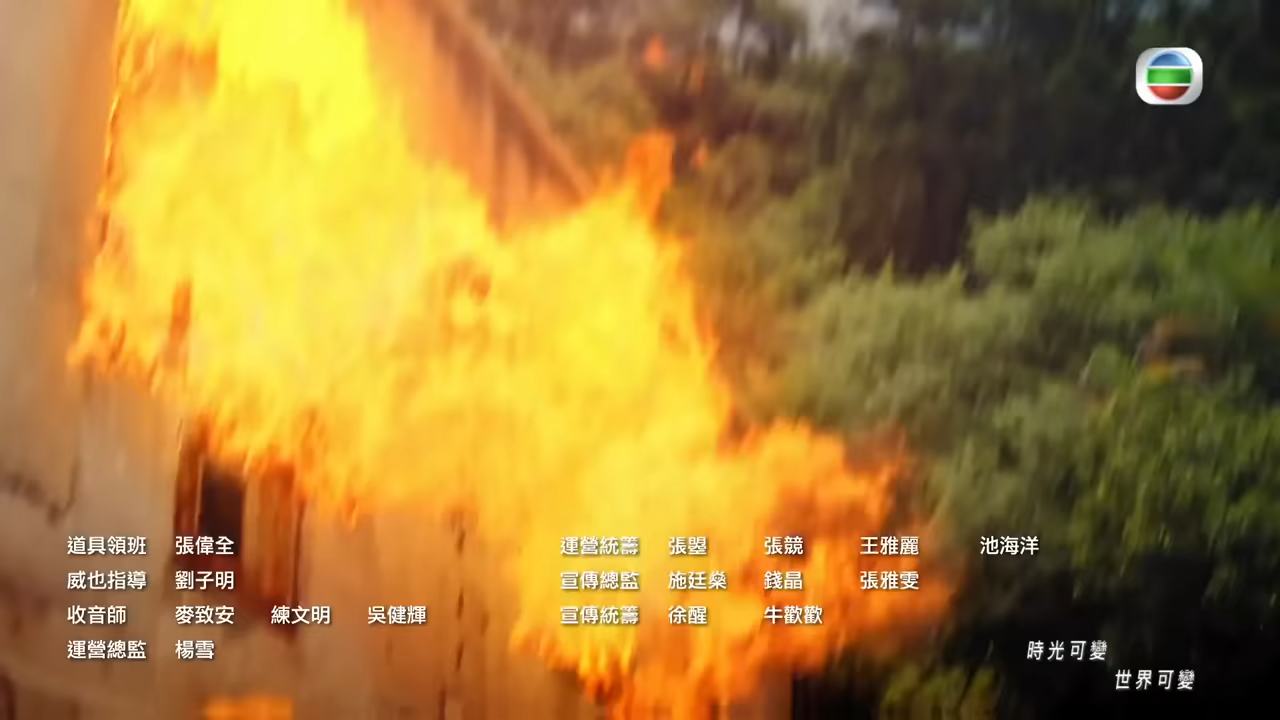 道具領班 張偉全
威也指導 劉子明
收音師 麥致安 練文明 吳健輝
運營總監 楊雪
運營統籌 張曌 張競 王雅麗 池海洋
宣傳總監 施廷燊 錢晶 張雅雯
宣傳統籌 徐醒 牛歡歡
時光可變
世界可變